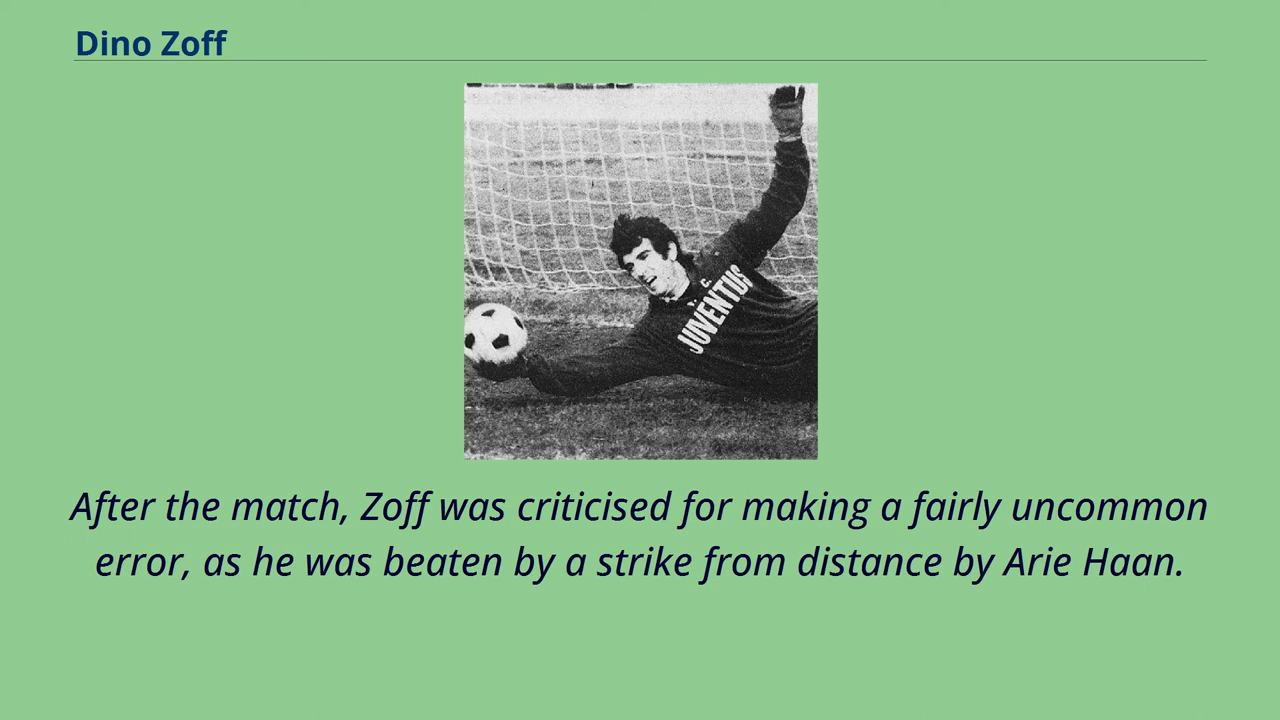 Dino Zoff
JUVENTUS
After the match, Zoff was criticised for making a fairly uncommon
error, as he was beaten by a strike from distance by Arie Haan.